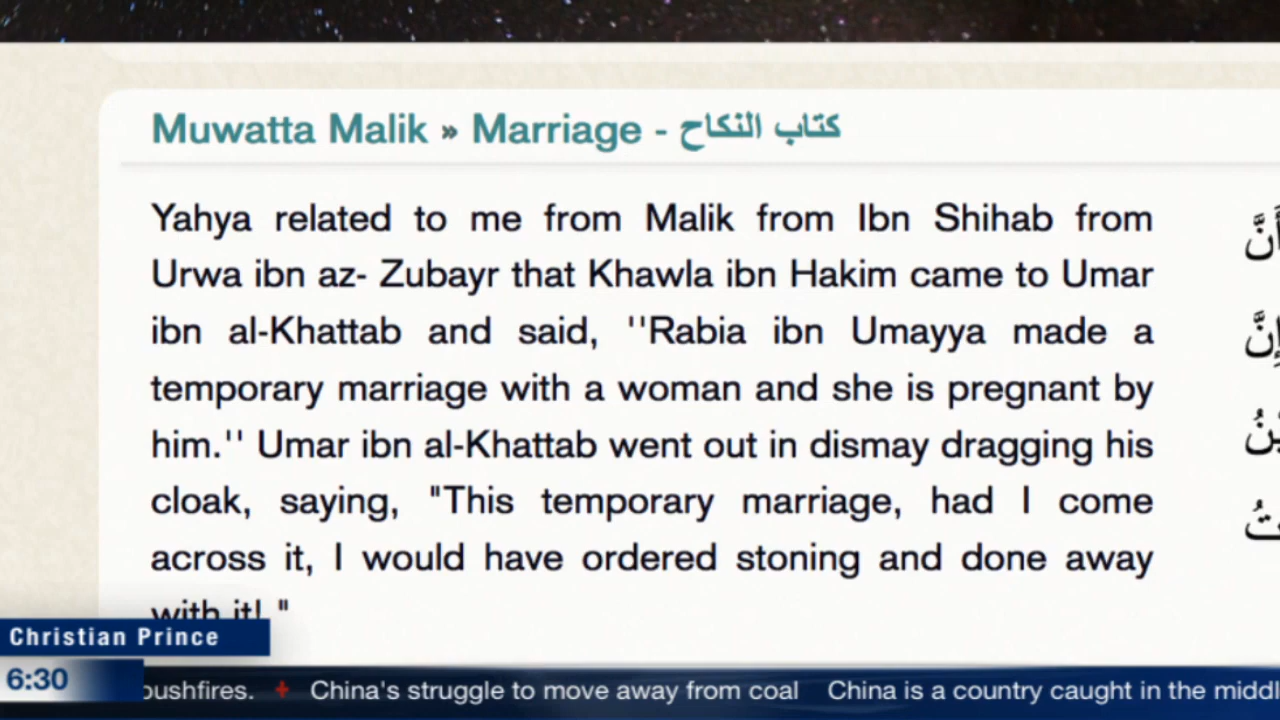 Muwatta Malik » Marriage - كتاب النكاح
Yahya related to me from Malik from Ibn Shihab from
Urwa ibn az- Zubayr that Khawla ibn Hakim came to Umar
ibn al-Khattab and said, ''Rabia ibn Umayya made a
temporary marriage with a woman and she is pregnant by
him.'' Umar ibn al-Khattab went out in dismay dragging his
cloak, saying, "This temporary marriage, had I come
across it, I would have ordered stoning and done away
with it! "
Christian Prince
6:30
bushfires. China's struggle to move away from coal China is a country caught in the